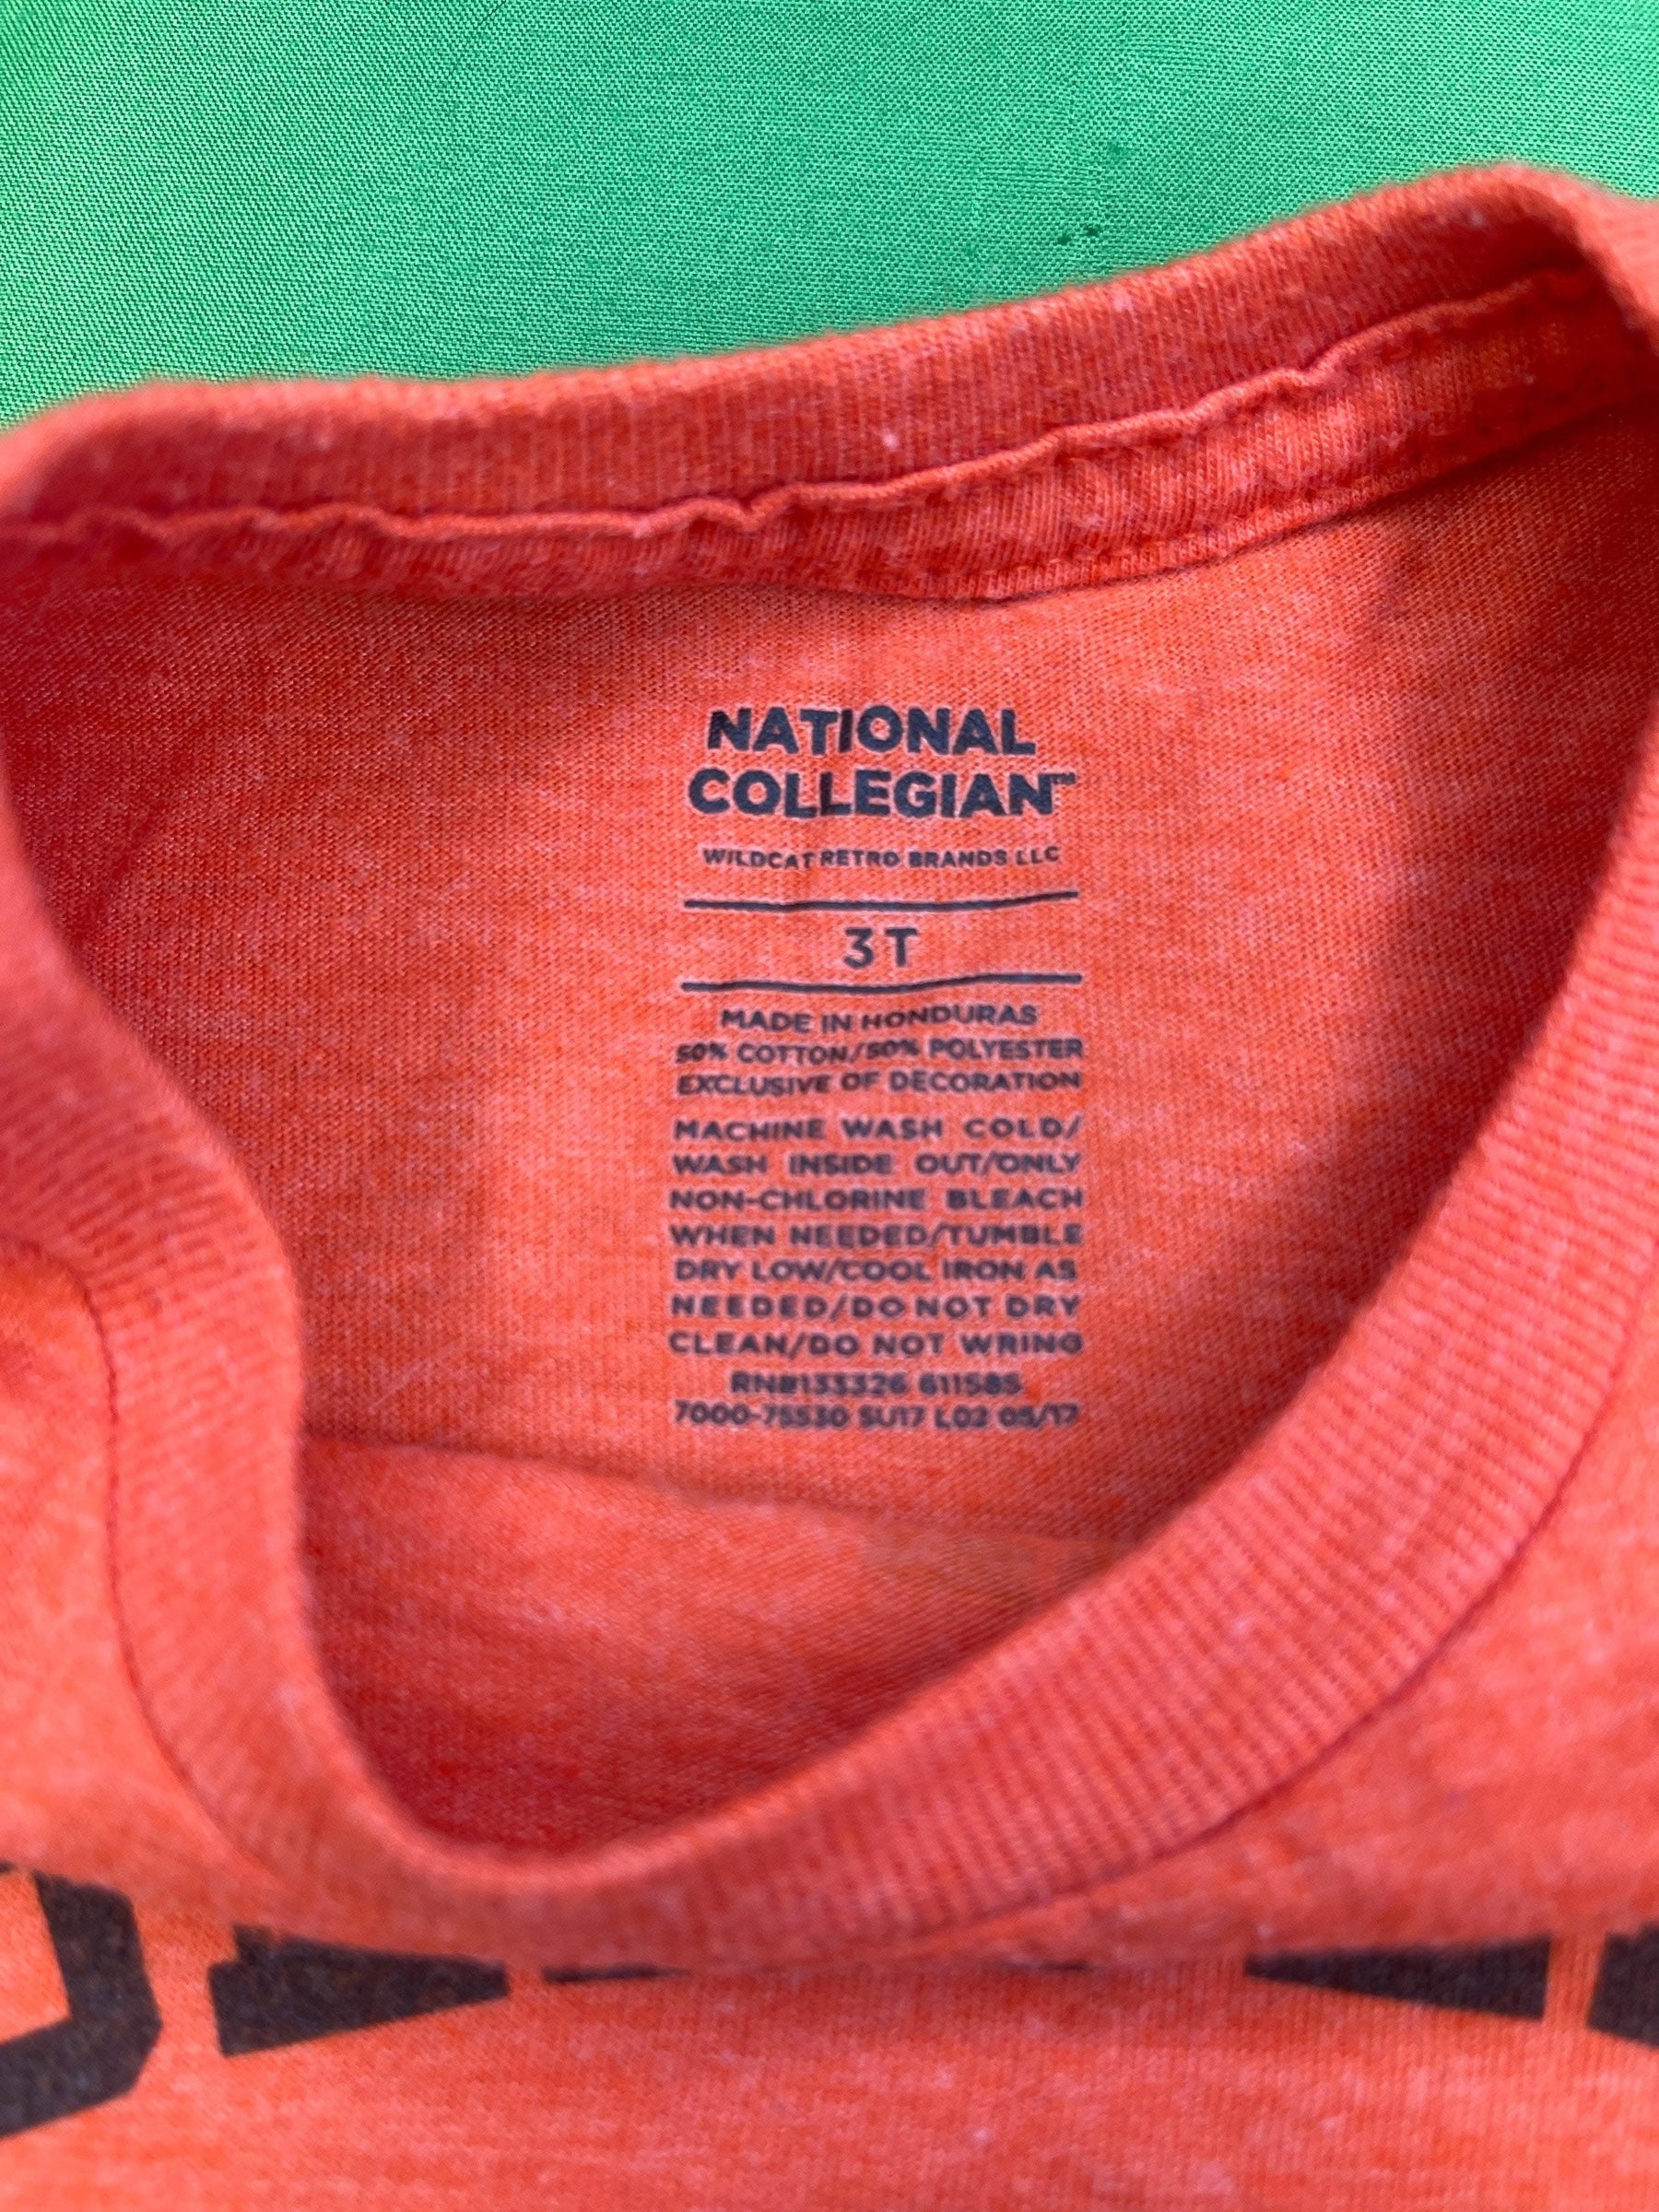 NATIONAL
COLLEGIAN™
WILDCAT RETRO BRANDS LLC
3T
MADE IN HONDURAS
50% COTTON/50% POLYESTER
EXCLUSIVE OF DECORATION
MACHINE WASH COLD/
WASH INSIDE OUT/ONLY
NON-CHLORINE BLEACH
WHEN NEEDED/TUMBLE
DRY LOW/COOL IRON AS
NEEDED/DO NOT DRY
CLEAN/DO NOT WRING
RN#133326 611585
7000-75530 SU17 L02 05/17